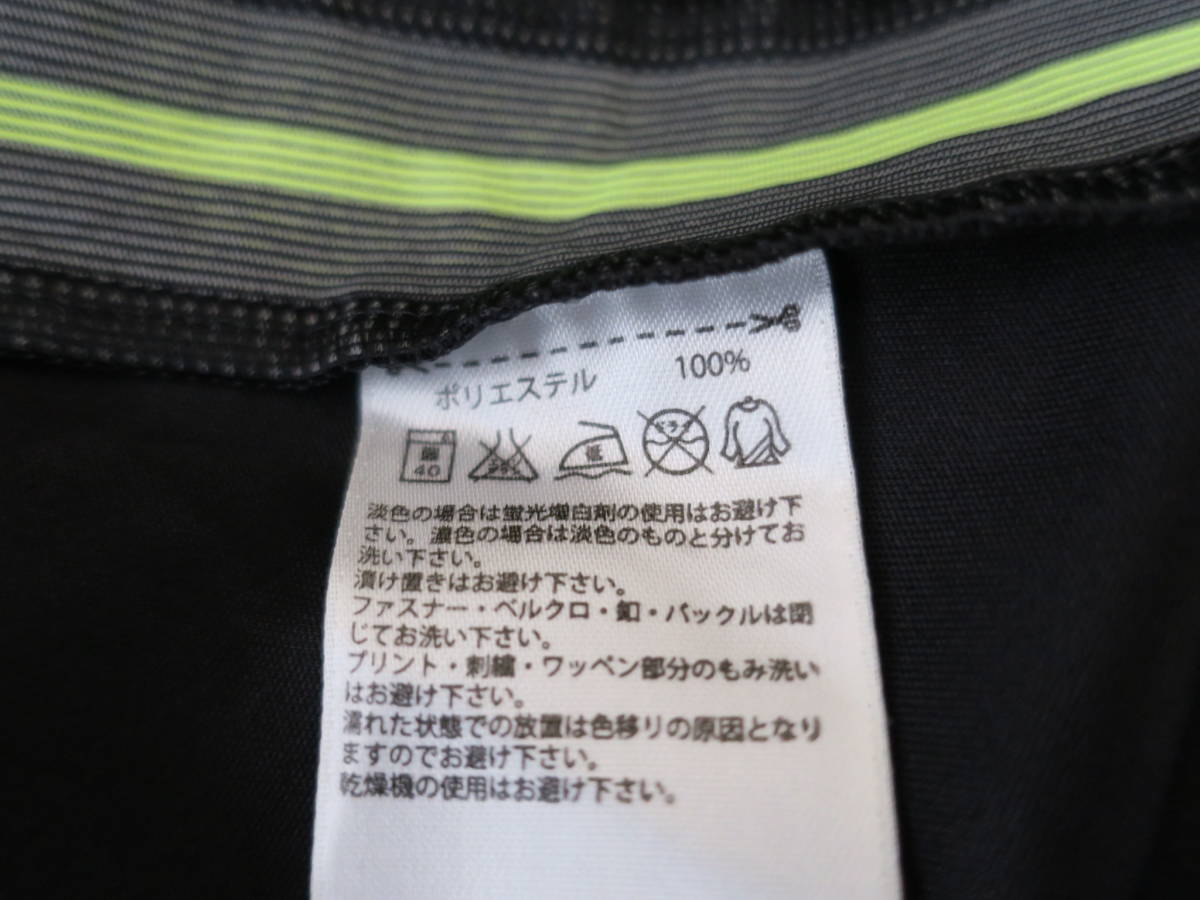 ポリエステル 100%
40 低 ドライ
淡色の場合は蛍光増白剤の使用はお避け下
さい。濃色の場合は淡色のものと分けてお
洗い下さい。
漬け置きはお避け下さい。
ファスナー・ベルクロ・釦・バックルは閉
じてお洗い下さい。
プリント・刺繍・ワッペン部分のもみ洗い
はお避け下さい。
濡れた状態での放置は色移りの原因となり
ますのでお避け下さい。
乾燥機の使用はお避け下さい。